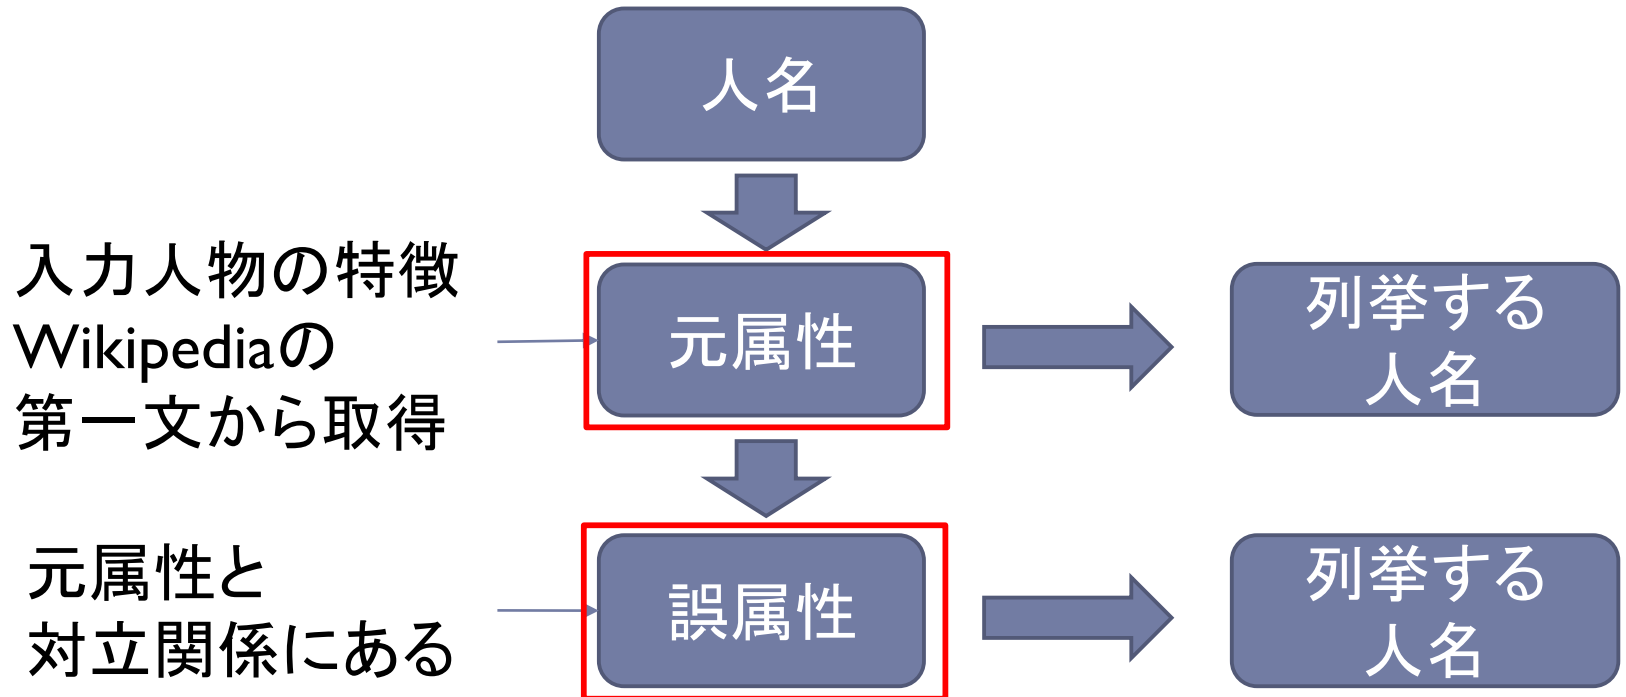 人名
入力人物の特徴
Wikipediaの
第一文から取得
元属性
列挙する
人名
元属性と
対立関係にある
誤属性
列挙する
人名